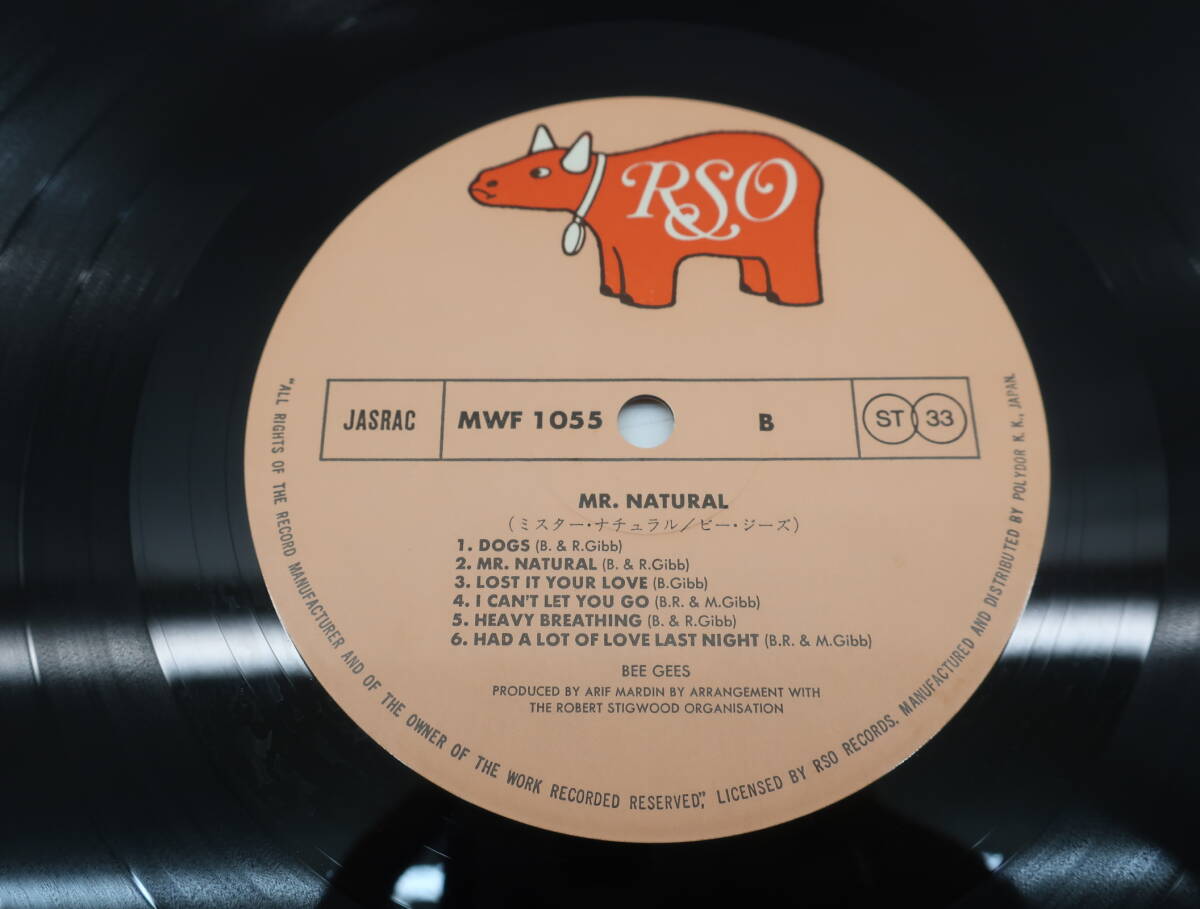 RSO
JASRAC
MWF 1055
B
ST 33
MR. NATURAL
(ミスター・ナチュラル/ビー・ジーズ)
1. DOGS (B. & R.Gibb)
2. MR. NATURAL (B. & R.Gibb)
3. LOST IT YOUR LOVE (B.Gibb)
4. I CAN'T LET YOU GO (B.R. & M.Gibb)
5. HEAVY BREATHING (B. & R.Gibb)
6. HAD A LOT OF LOVE LAST NIGHT (B.R. & M.Gibb)
BEE GEES
PRODUCED BY ARIF MARDIN BY ARRANGEMENT WITH
THE ROBERT STIGWOOD ORGANISATION
"ALL RIGHTS OF THE RECORD MANUFACTURER AND OF THE OWNER OF THE WORK RECORDED RESERVED", LICENSED BY RSO RECORDS. MANUFACTURED AND DISTRIBUTED BY POLYDOR K.K., JAPAN.